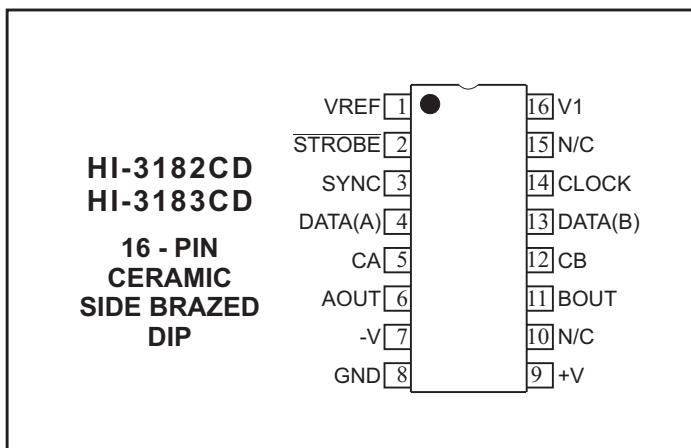 HI-3182CD
HI-3183CD
16 - PIN
CERAMIC
SIDE BRAZED
DIP
VREF 1
STROBE 2
SYNC 3
DATA(A) 4
CA 5
AOUT 6
-V 7
GND 8
16 V1
15 N/C
14 CLOCK
13 DATA(B)
12 CB
11 BOUT
10 N/C
9 +V